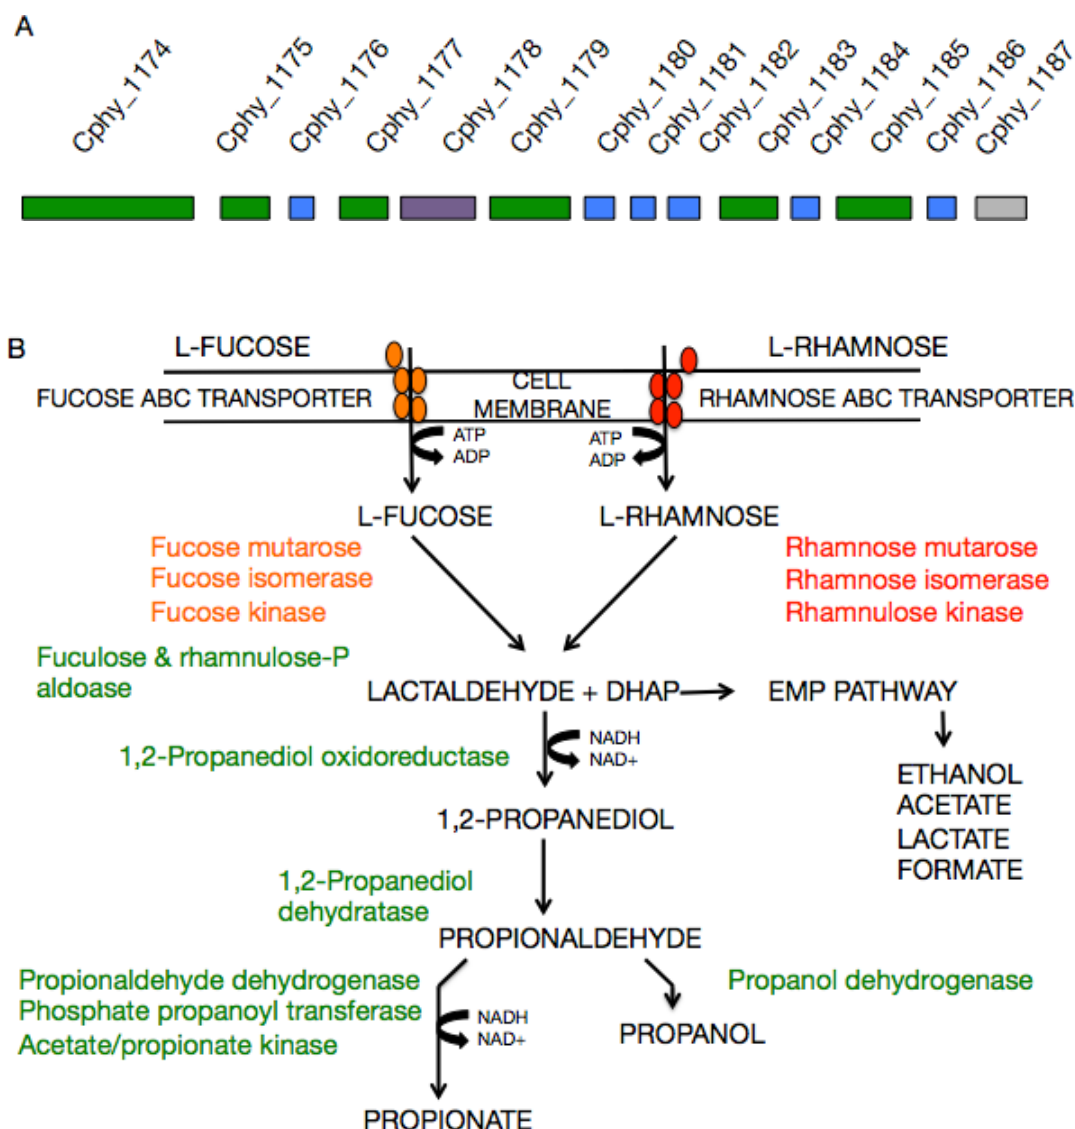 A
Cphy_1174
Cphy_1175
Cphy_1176
Cphy_1177
Cphy_1178
Cphy_1179
Cphy_1180
Cphy_1181
Cphy_1182
Cphy_1183
Cphy_1184
Cphy_1185
Cphy_1186
Cphy_1187
B
L-FUCOSE
L-RHAMNOSE
FUCOSE ABC TRANSPORTER
CELL
MEMBRANE
RHAMNOSE ABC TRANSPORTER
ATP
ADP
ATP
ADP
L-FUCOSE
L-RHAMNOSE
Fucose mutarose
Fucose isomerase
Fucose kinase
Rhamnose mutarose
Rhamnose isomerase
Rhamnulose kinase
Fuculose & rhamnulose-P
aldoase
LACTALDEHYDE + DHAP
EMP PATHWAY
1,2-Propanediol oxidoreductase
NADH
NAD+
ETHANOL
ACETATE
LACTATE
FORMATE
1,2-PROPANEDIOL
1,2-Propanediol
dehydratase
PROPIONALDEHYDE
Propionaldehyde dehydrogenase
Phosphate propanoyl transferase
Acetate/propionate kinase
Propanol dehydrogenase
NADH
NAD+
PROPANOL
PROPIONATE